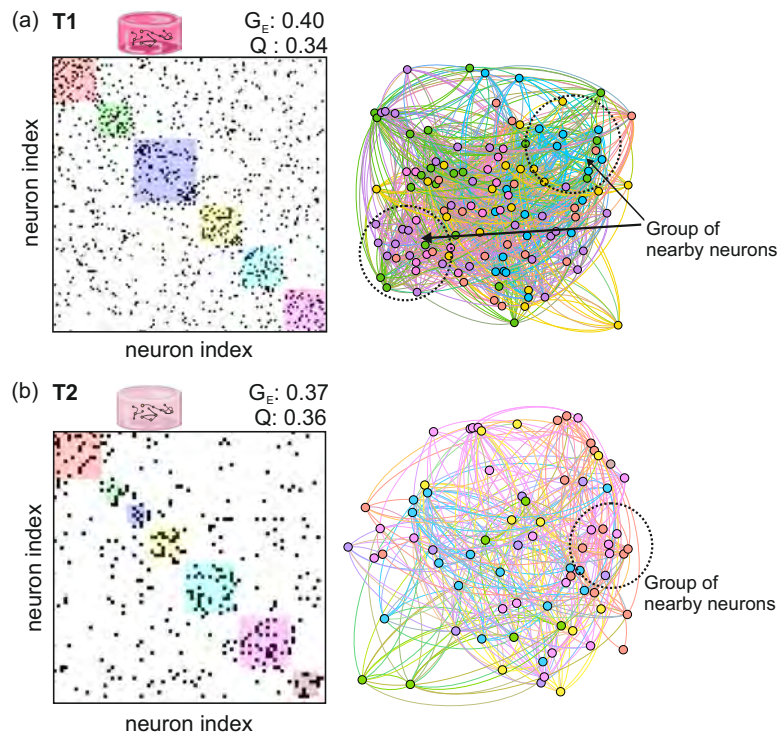 (a) T1
G_E: 0.40
Q : 0.34
neuron index
neuron index
Group of
nearby neurons
(b) T2
G_E: 0.37
Q: 0.36
neuron index
neuron index
Group of
nearby neurons